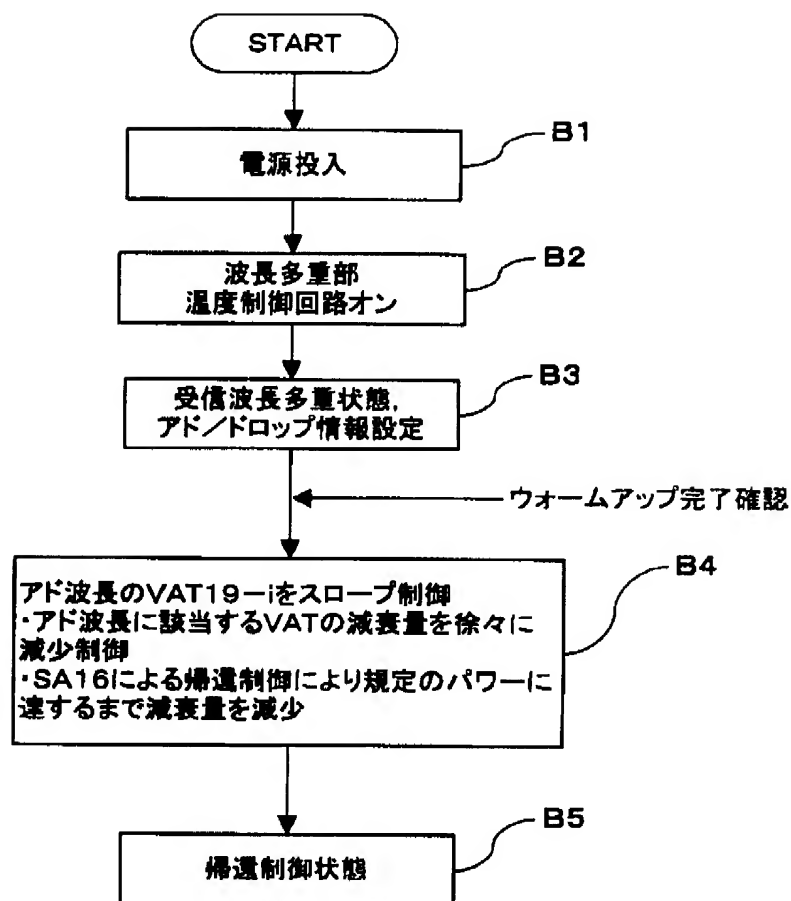 START
電源投入
B1
波長多重部
温度制御回路オン
B2
受信波長多重状態,
アド／ドロップ情報設定
B3
ウォームアップ完了確認
アド波長のVAT19－iをスロープ制御
・アド波長に該当するVATの減衰量を徐々に
減少制御
・SA16による帰還制御により規定のパワーに
達するまで減衰量を減少
B4
帰還制御状態
B5